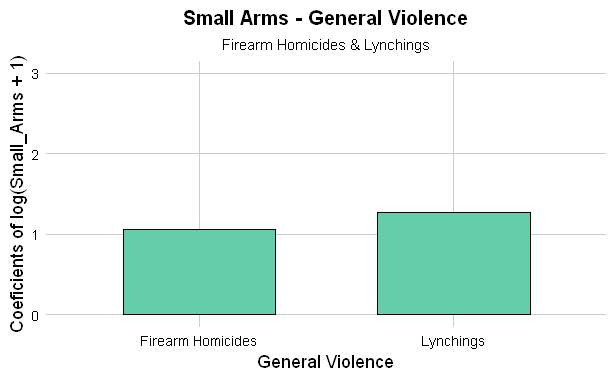 Small Arms - General Violence
Firearm Homicides & Lynchings
Coeficients of log(Small_Arms + 1)
3
2
1
0
Firearm Homicides
Lynchings
General Violence